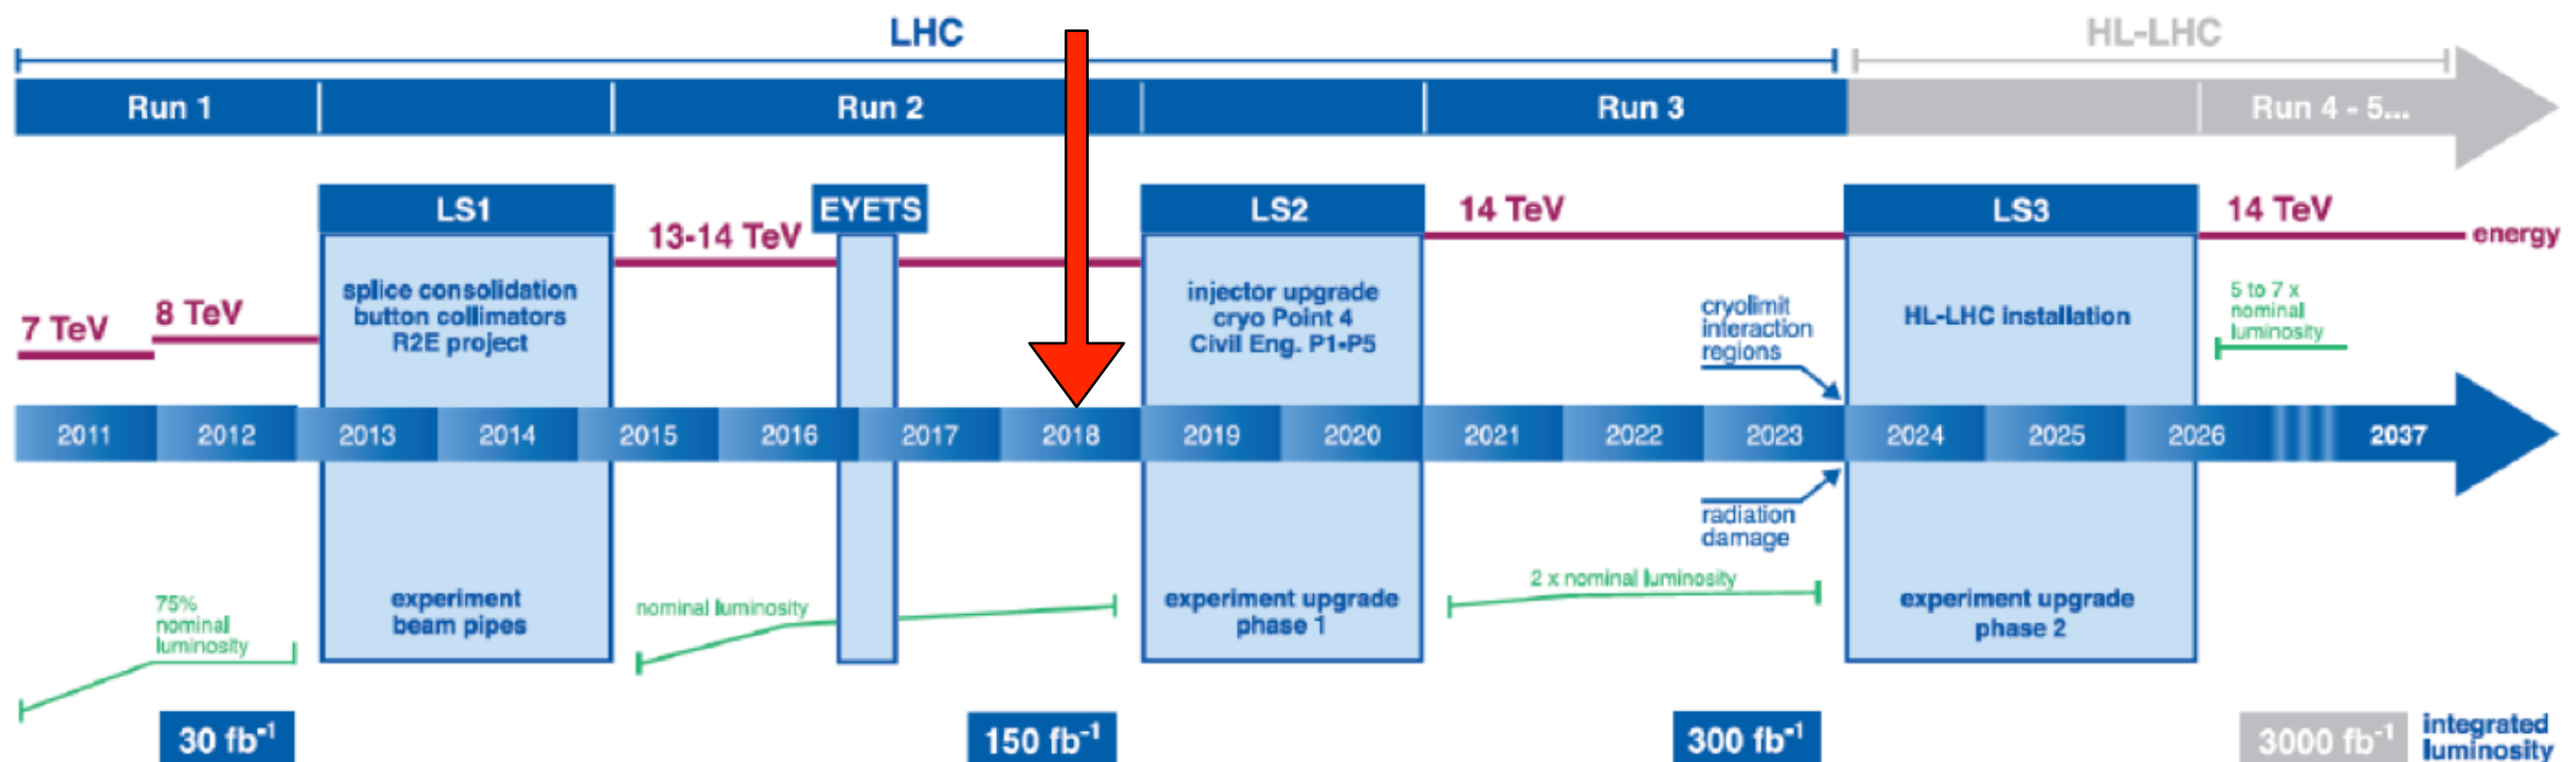 LHC
HL-LHC
Run 1
Run 2
Run 3
Run 4 - 5...
LS1
EYETS
LS2
14 TeV
LS3
14 TeV
energy
13-14 TeV
7 TeV
8 TeV
splice consolidation
button collimators
R2E project
injector upgrade
cryo Point 4
Civil Eng. P1-P5
cryolimit
interaction
regions
HL-LHC installation
5 to 7 x
nominal
luminosity
2011
2012
2013
2014
2015
2016
2017
2018
2019
2020
2021
2022
2023
2024
2025
2026
2037
radiation
damage
75%
nominal
luminosity
experiment
beam pipes
nominal luminosity
experiment upgrade
phase 1
2 x nominal luminosity
experiment upgrade
phase 2
30 fb⁻¹
150 fb⁻¹
300 fb⁻¹
3000 fb⁻¹
integrated
luminosity